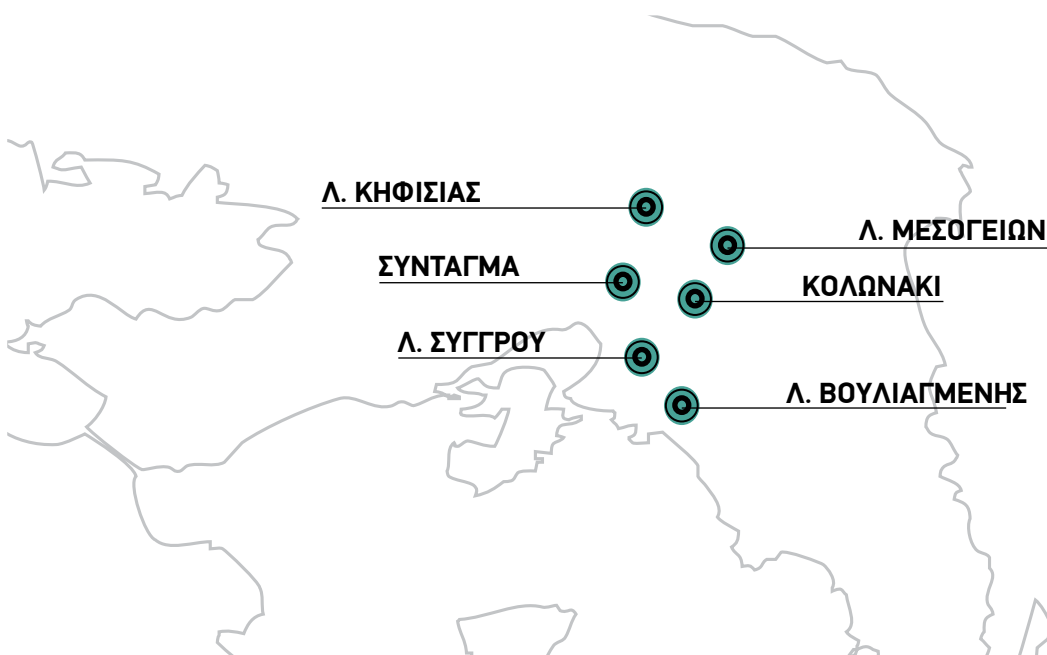 Λ. ΚΗΦΙΣΙΑΣ
Λ. ΜΕΣΟΓΕΙΩΝ
ΣΥΝΤΑΓΜΑ
ΚΟΛΩΝΑΚΙ
Λ. ΣΥΓΓΡΟΥ
Λ. ΒΟΥΛΙΑΓΜΕΝΗΣ